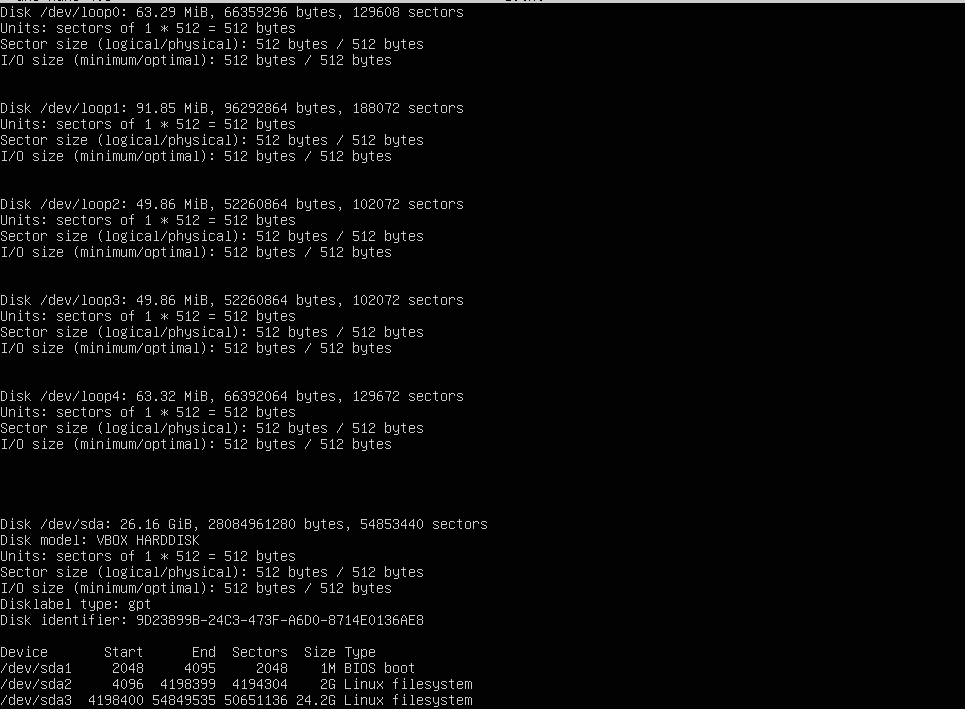 Disk /dev/loop0: 63.29 MiB, 66359296 bytes, 129608 sectors
Units: sectors of 1 * 512 = 512 bytes
Sector size (logical/physical): 512 bytes / 512 bytes
I/O size (minimum/optimal): 512 bytes / 512 bytes
Disk /dev/loop1: 91.85 MiB, 96292864 bytes, 188072 sectors
Units: sectors of 1 * 512 = 512 bytes
Sector size (logical/physical): 512 bytes / 512 bytes
I/O size (minimum/optimal): 512 bytes / 512 bytes
Disk /dev/loop2: 49.86 MiB, 52260864 bytes, 102072 sectors
Units: sectors of 1 * 512 = 512 bytes
Sector size (logical/physical): 512 bytes / 512 bytes
I/O size (minimum/optimal): 512 bytes / 512 bytes
Disk /dev/loop3: 49.86 MiB, 52260864 bytes, 102072 sectors
Units: sectors of 1 * 512 = 512 bytes
Sector size (logical/physical): 512 bytes / 512 bytes
I/O size (minimum/optimal): 512 bytes / 512 bytes
Disk /dev/loop4: 63.32 MiB, 66392064 bytes, 129672 sectors
Units: sectors of 1 * 512 = 512 bytes
Sector size (logical/physical): 512 bytes / 512 bytes
I/O size (minimum/optimal): 512 bytes / 512 bytes
Disk /dev/sda: 26.16 GiB, 28084961280 bytes, 54853440 sectors
Disk model: VBOX HARDDISK
Units: sectors of 1 * 512 = 512 bytes
Sector size (logical/physical): 512 bytes / 512 bytes
I/O size (minimum/optimal): 512 bytes / 512 bytes
Disklabel type: gpt
Disk identifier: 9D23899B-24C3-473F-A6D0-8714E0136AE8
Device Start End Sectors Size Type
/dev/sda1 2048 4095 2048 1M BIOS boot
/dev/sda2 4096 4198399 4194304 2G Linux filesystem
/dev/sda3 4198400 54849535 50651136 24.2G Linux filesystem